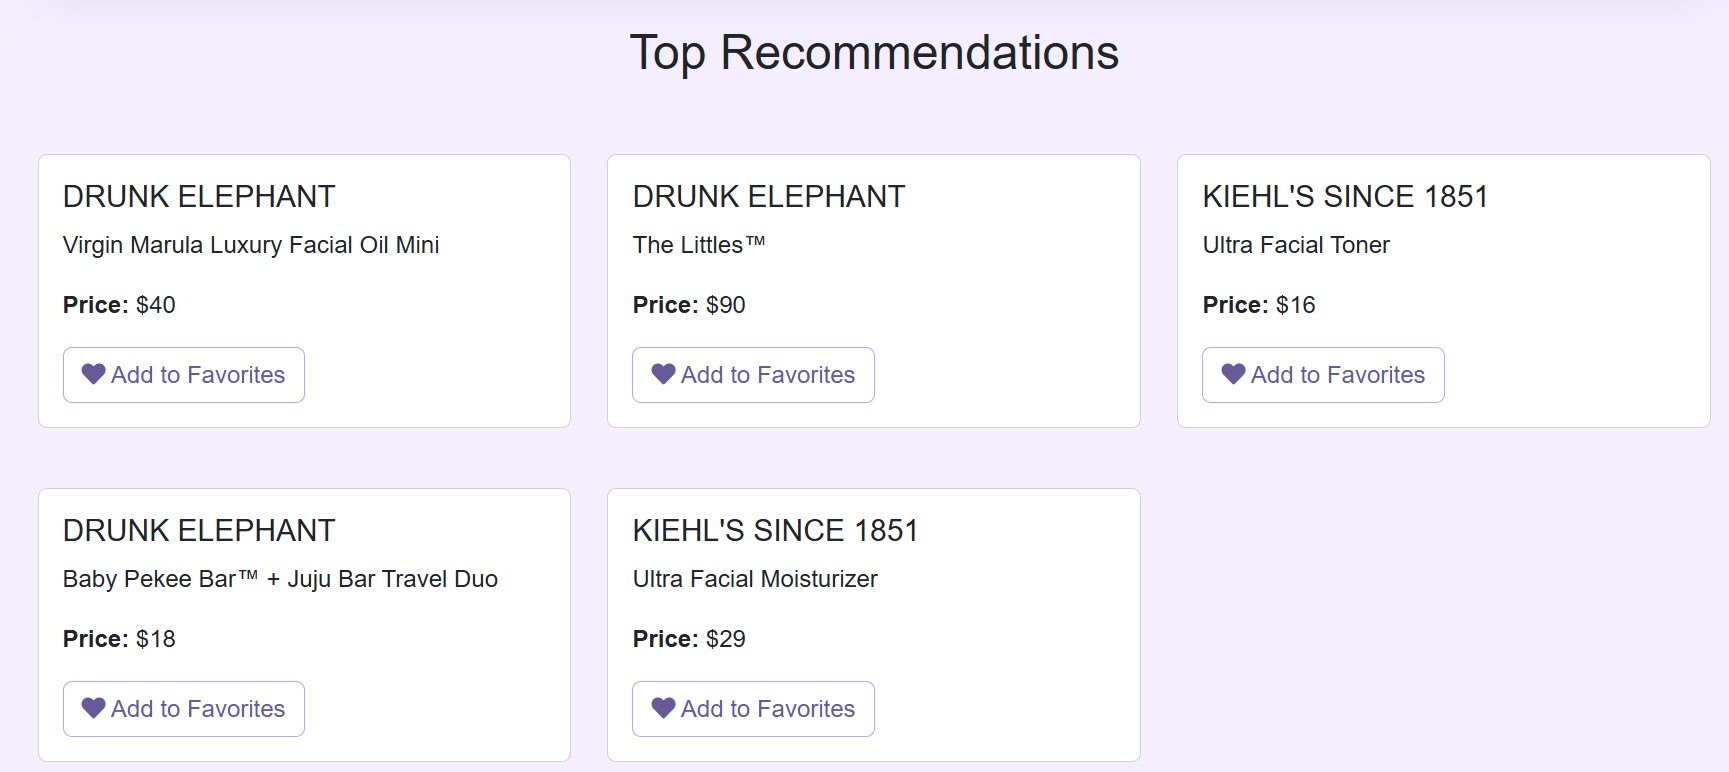 Top Recommendations
DRUNK ELEPHANT
Virgin Marula Luxury Facial Oil Mini
Price: $40
Add to Favorites
DRUNK ELEPHANT
The Littles™
Price: $90
Add to Favorites
KIEHL'S SINCE 1851
Ultra Facial Toner
Price: $16
Add to Favorites
DRUNK ELEPHANT
Baby Pekee Bar™ + Juju Bar Travel Duo
Price: $18
Add to Favorites
KIEHL'S SINCE 1851
Ultra Facial Moisturizer
Price: $29
Add to Favorites